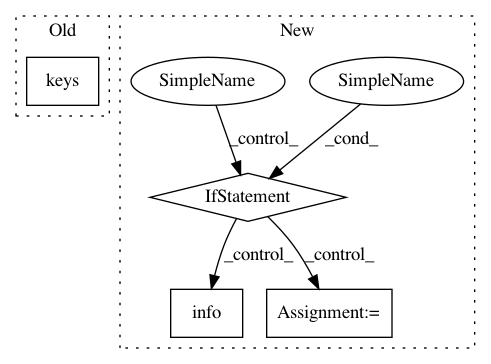 Old
New
keys
SimpleName
SimpleName
_control_
_cond_
IfStatement
_control_
_control_
info
Assignment:=